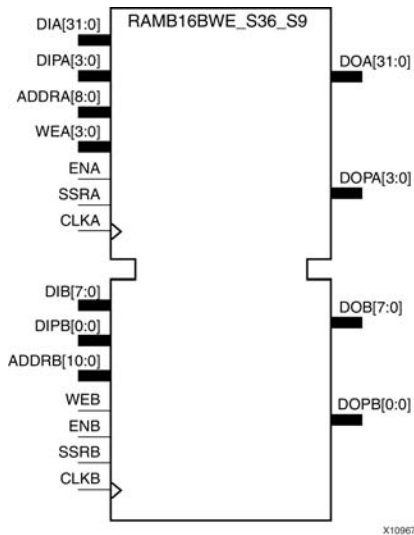 RAMB16BWE_S36_S9
DIA[31:0]
DIPA[3:0]
ADDRA[8:0]
WEA[3:0]
ENA
SSRA
CLKA
DOA[31:0]
DOPA[3:0]
DIB[7:0]
DIPB[0:0]
ADDRB[10:0]
WEB
ENB
SSRB
CLKB
DOB[7:0]
DOPB[0:0]
X10967